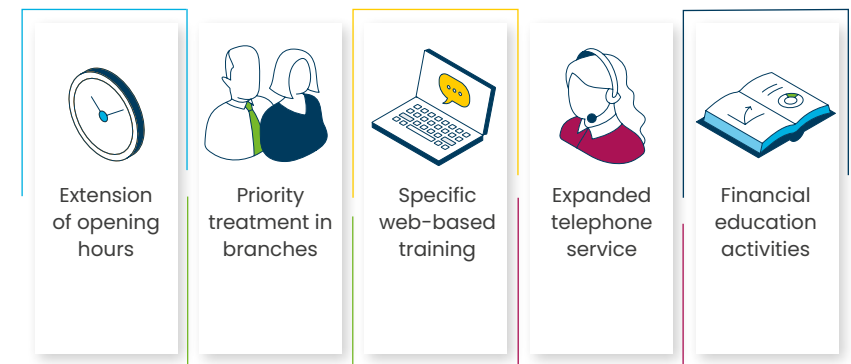 Extension
of opening
hours
Priority
treatment in
branches
Specific
web-based
training
Expanded
telephone
service
Financial
education
activities